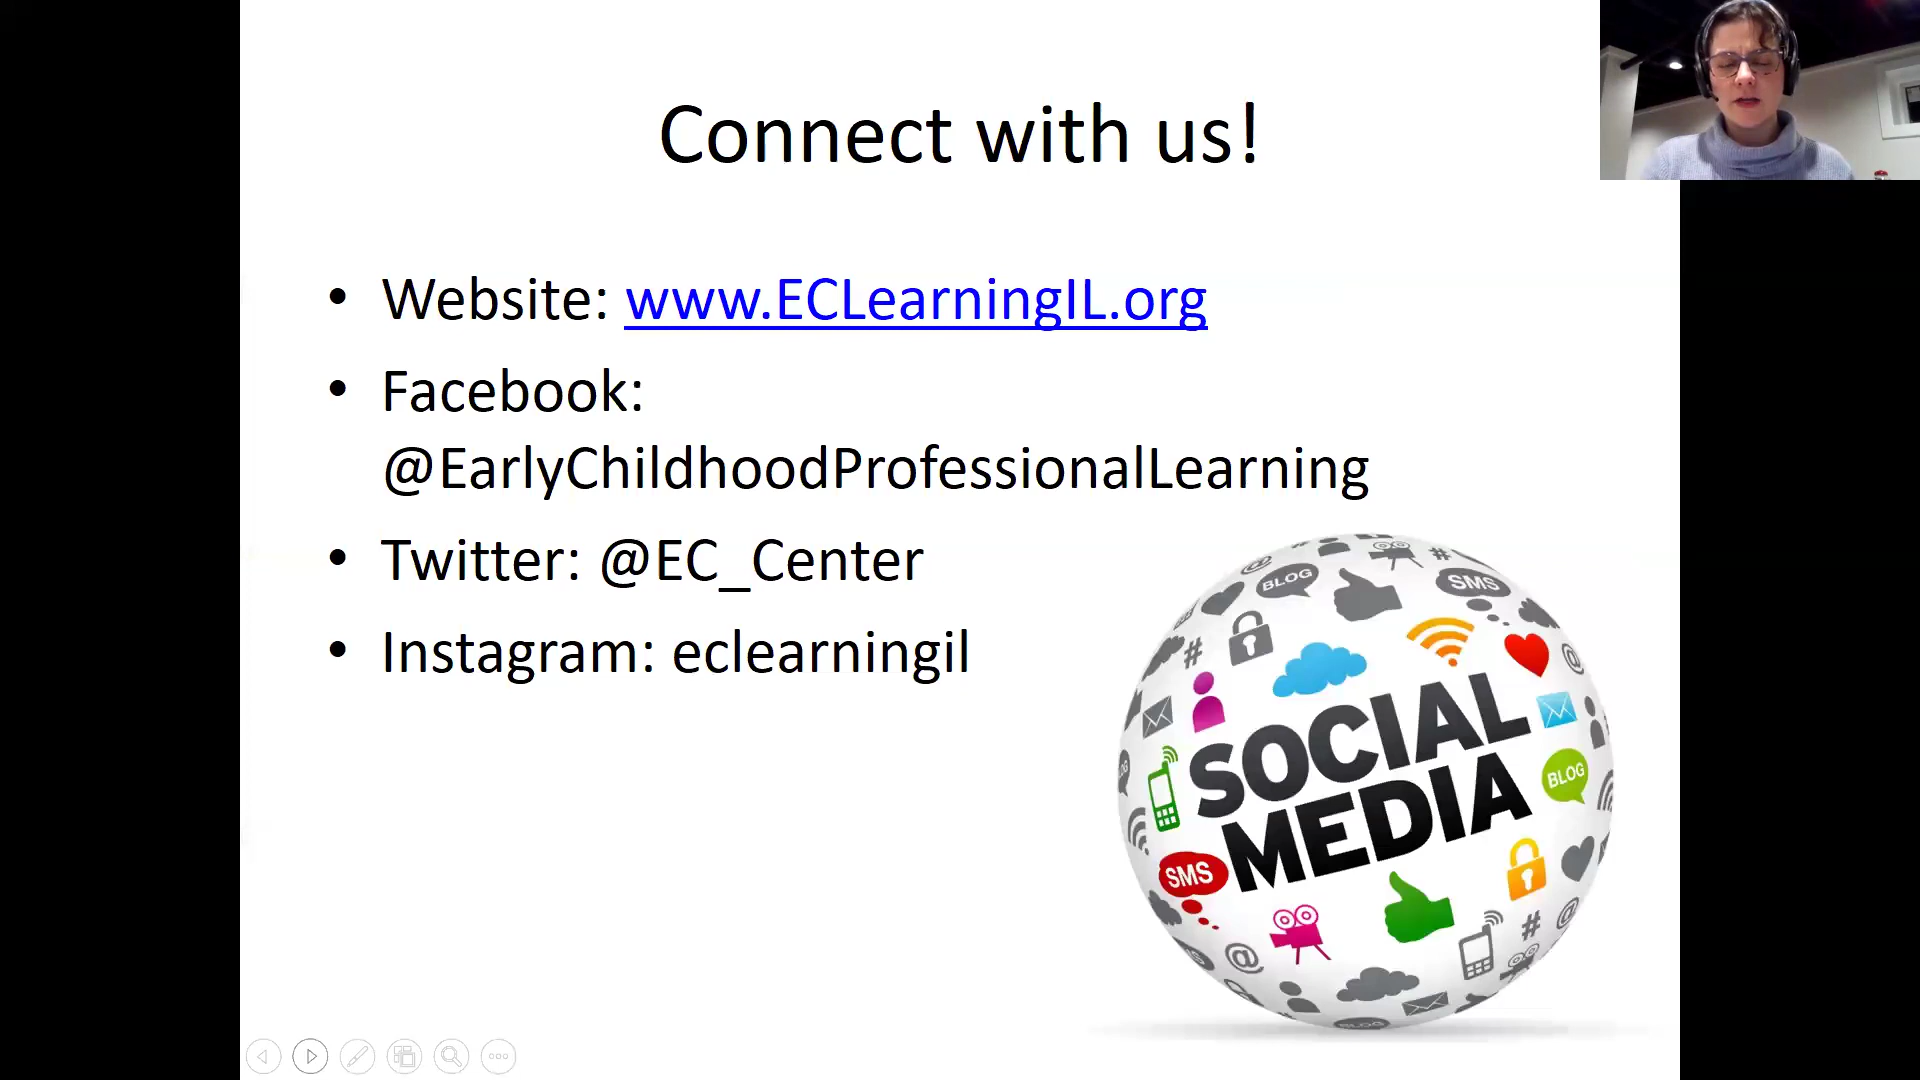 Connect with us!
• Website: www.ECLearningIL.org
• Facebook:
@EarlyChildhoodProfessionalLearning
• Twitter: @EC_Center
• Instagram: eclearningil
BLOG
SMS
SOCIAL
MEDIA
BLOG
SMS
BLOG